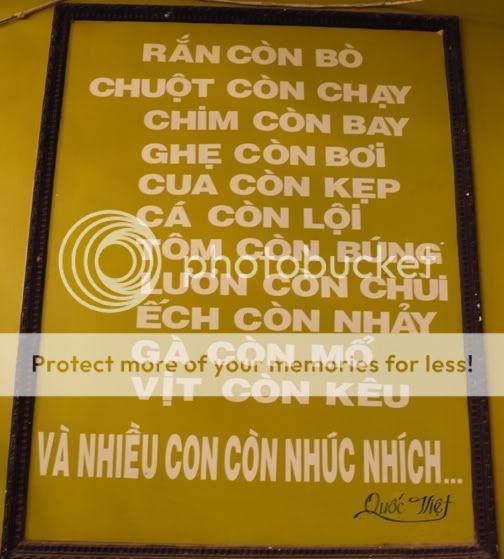 RẮN CÒN BÒ
CHUỘT CÒN CHẠY
CHIM CÒN BAY
GHẸ CÒN BƠI
CUA CÒN KẸP
CÁ CÒN LỘI
TÔM CÒN BÚNG
photobucket
LƯƠN CÒN CHUI
ẾCH CÒN NHẢY
GÀ CÒN MỔ
Protect more of your memories for less!
VỊT CÒN KÊU
VÀ NHIỀU CON CÒN NHÚC NHÍCH...
Quốc Việt